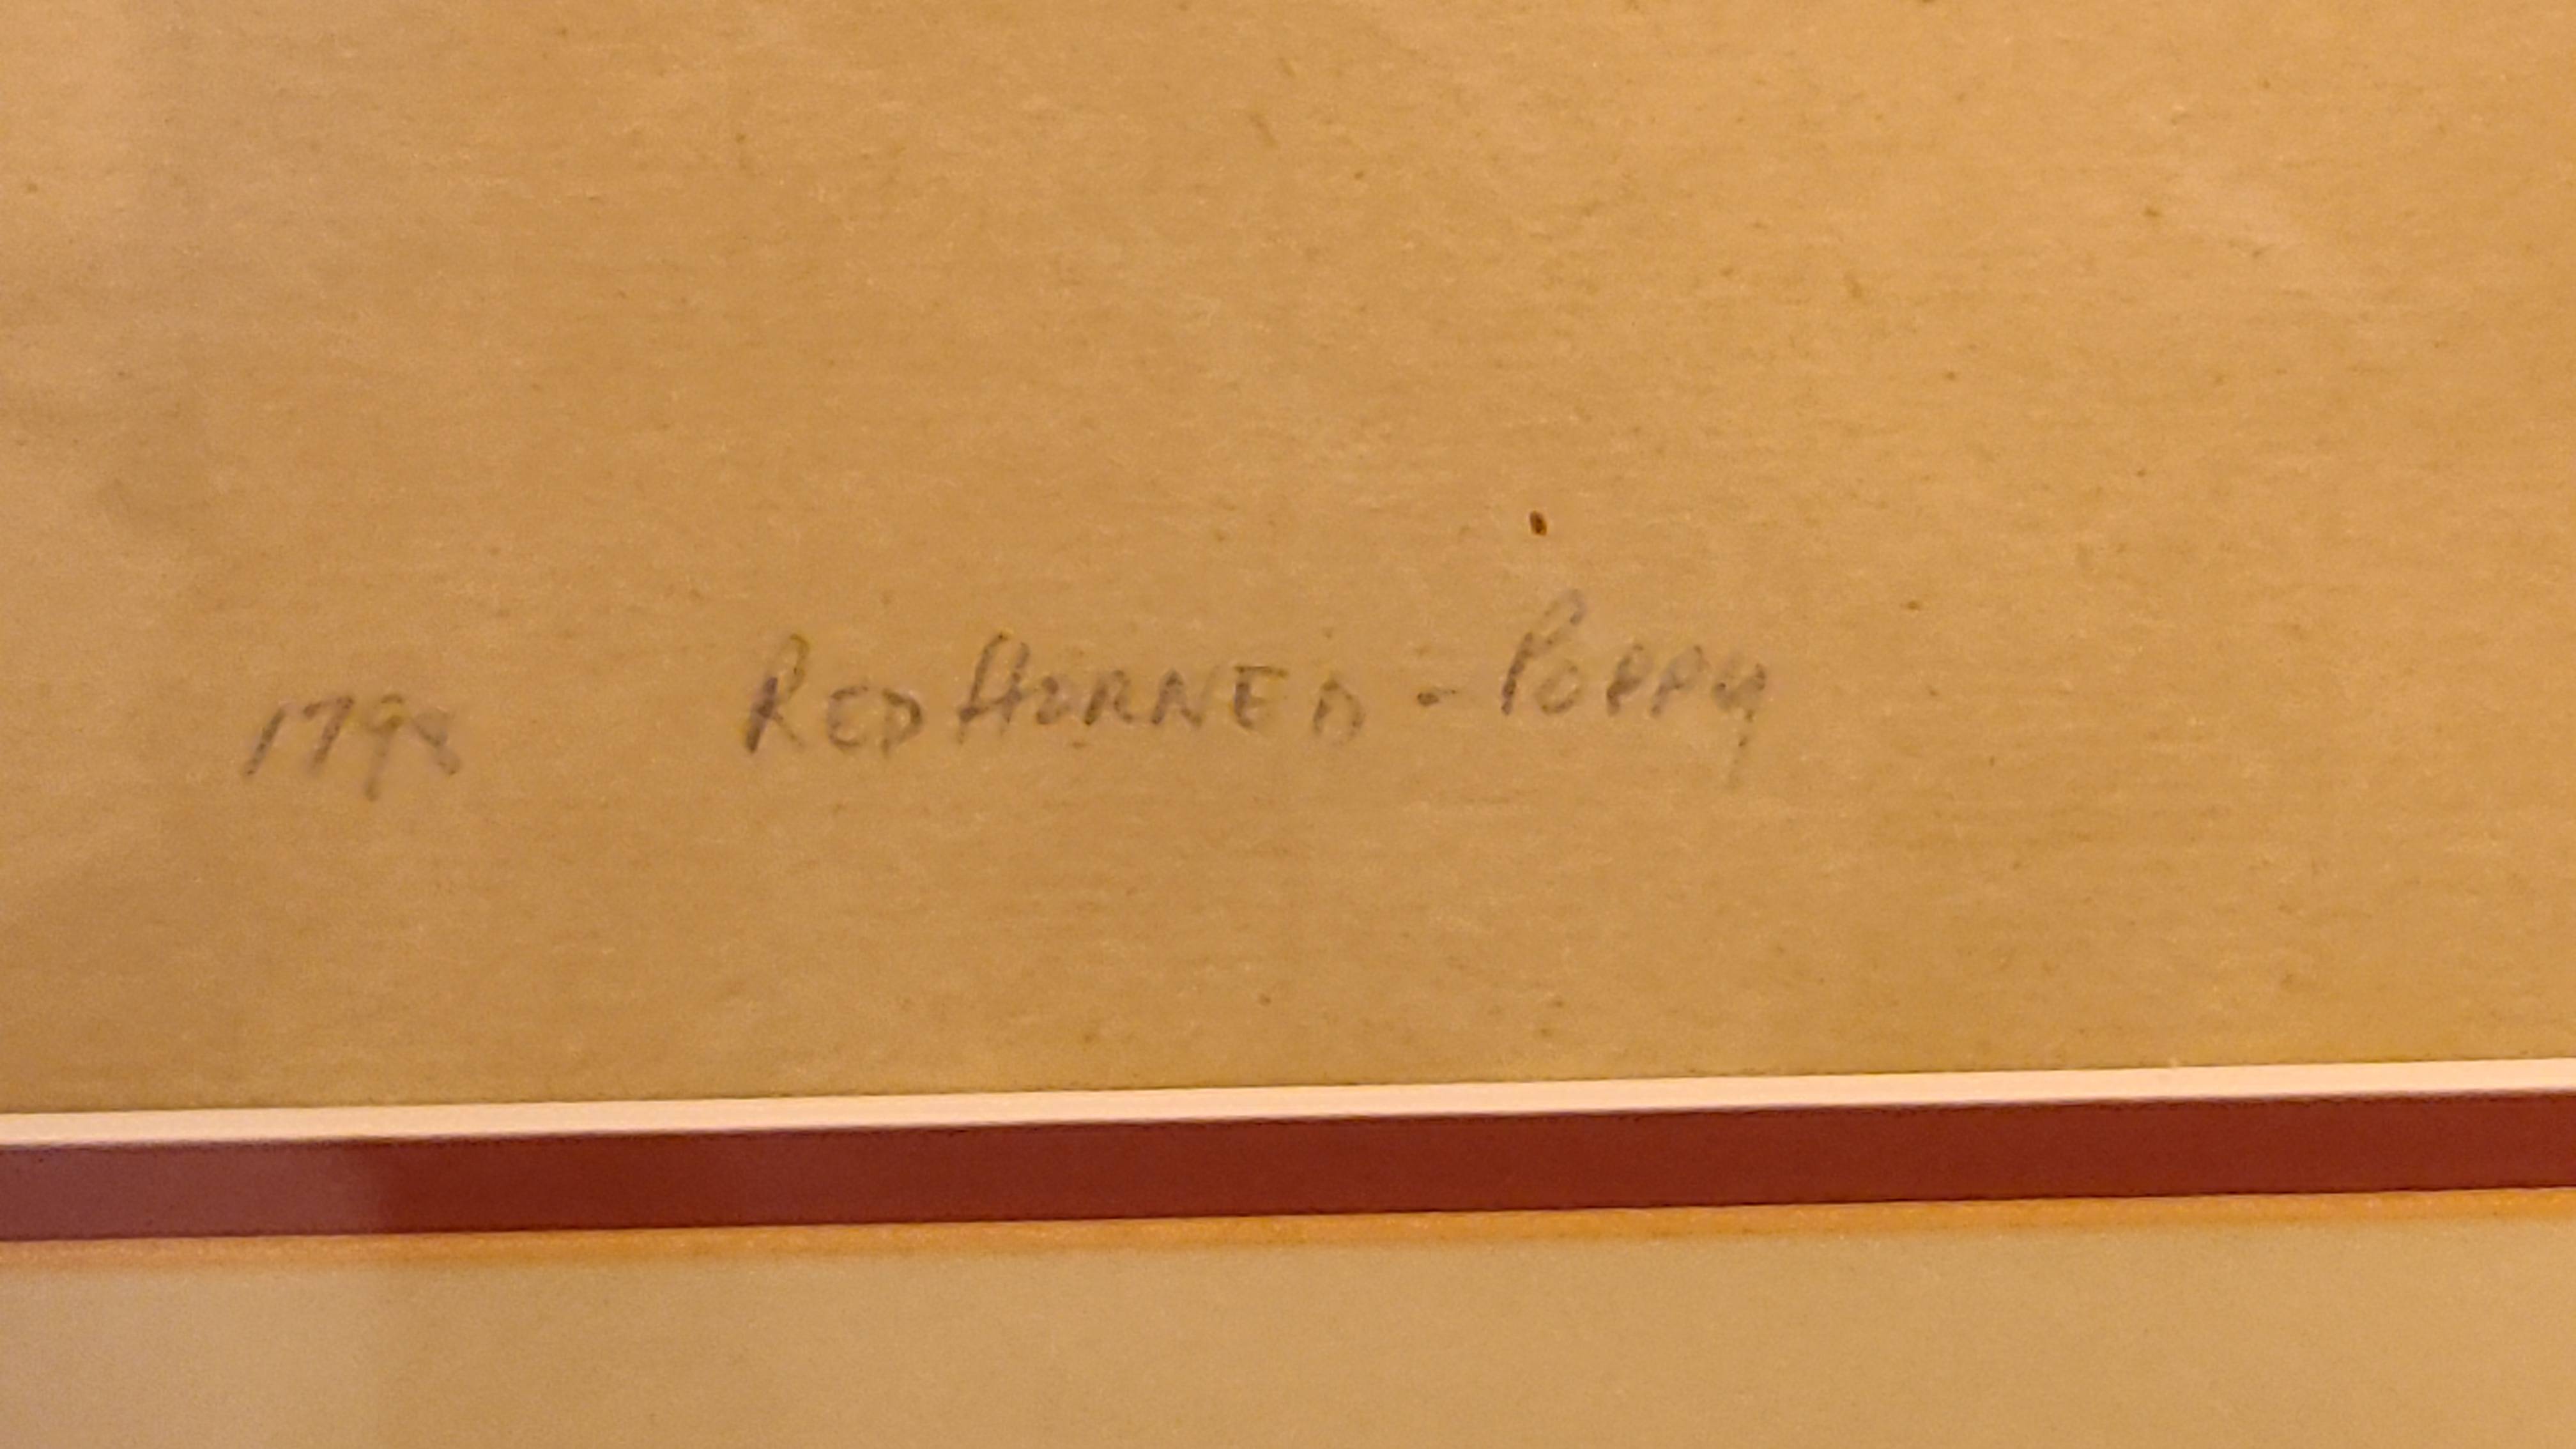 1798 RED HORNED - POPPY